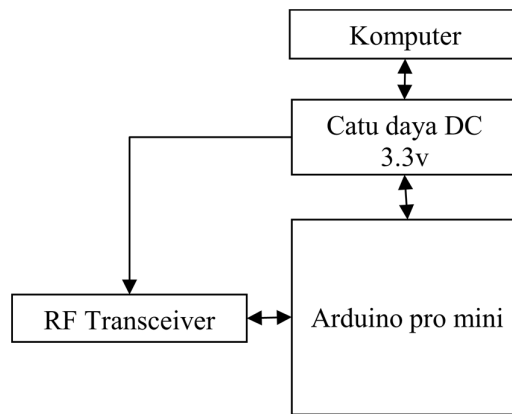 Komputer
Catu daya DC
3.3v
RF Transceiver
Arduino pro mini